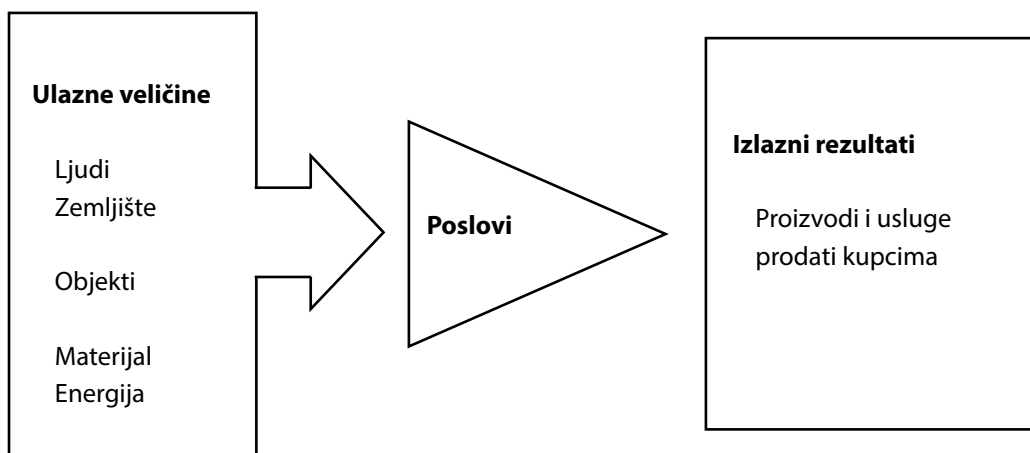 Ulazne veličine
Ljudi
Zemljište
Objekti
Materijal
Energija
Poslovi
Izlazni rezultati
Proizvodi i usluge
prodati kupcima